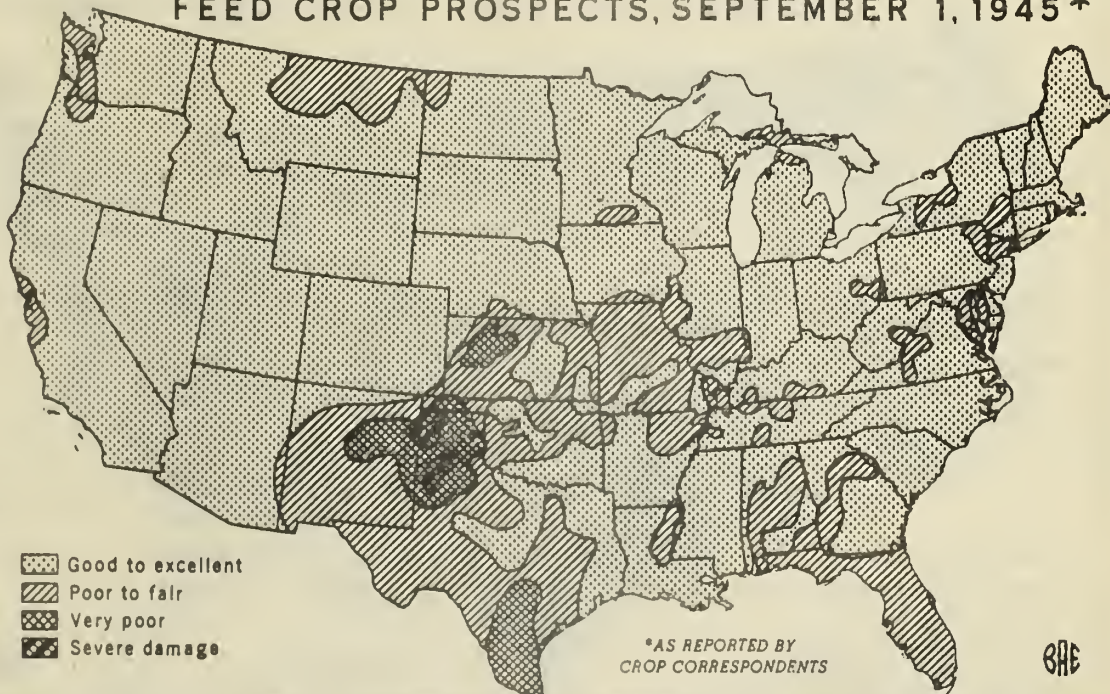 FEED CROP PROSPECTS, SEPTEMBER 1, 1945*
Good to excellent
Poor to fair
Very poor
Severe damage
*AS REPORTED BY
CROP CORRESPONDENTS
BAE